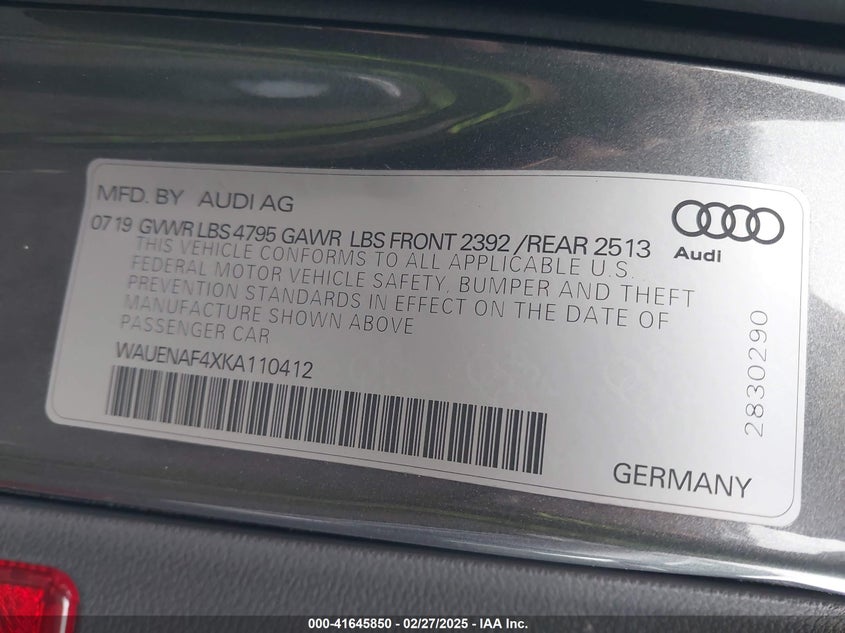 MFD. BY AUDI AG
0719 GVWR LBS 4795 GAWR LBS FRONT 2392 /REAR 2513
THIS VEHICLE CONFORMS TO ALL APPLICABLE U.S.
FEDERAL MOTOR VEHICLE SAFETY, BUMPER AND THEFT
PREVENTION STANDARDS IN EFFECT ON THE DATE OF
MANUFACTURE SHOWN ABOVE
PASSENGER CAR
WAUENAF4XKA110412
Audi
2830290
GERMANY
000-41645850 - 02/27/2025 - IAA Inc.